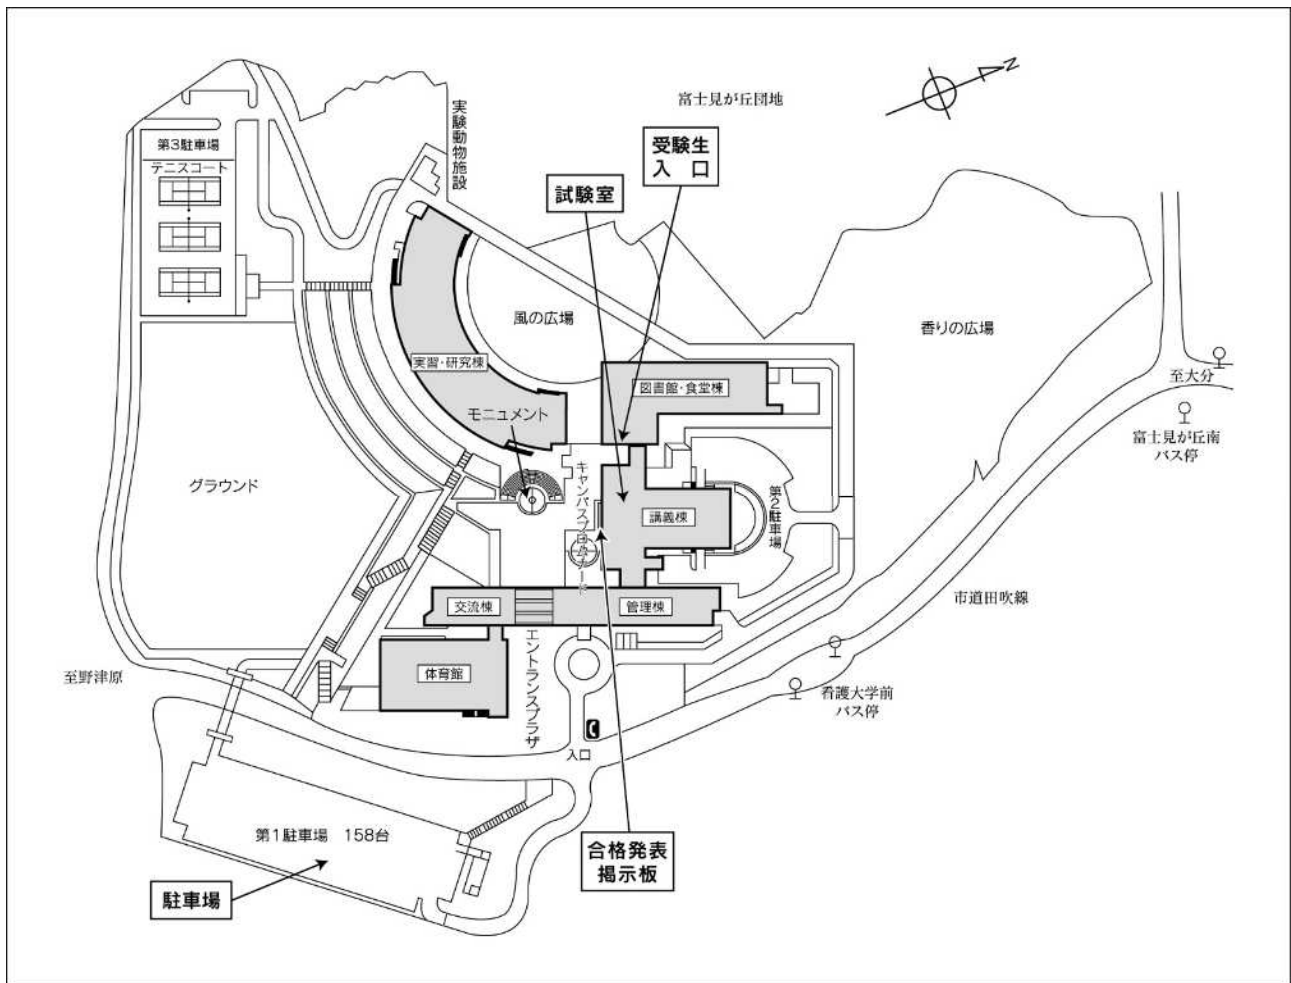 N
富士見が丘団地
受験生
入　口
試験室
実験動物施設
第3駐車場
テニスコート
風の広場
香りの広場
実習・研究棟
図書館・食堂棟
モニュメント
至大分
富士見が丘南
バス停
グラウンド
キャンパスプロムナード
講義棟
第2駐車場
交流棟
管理棟
市道田吹線
至野津原
体育館
エントランスプラザ
看護大学前
バス停
入口
第1駐車場　158台
合格発表
掲示板
駐車場